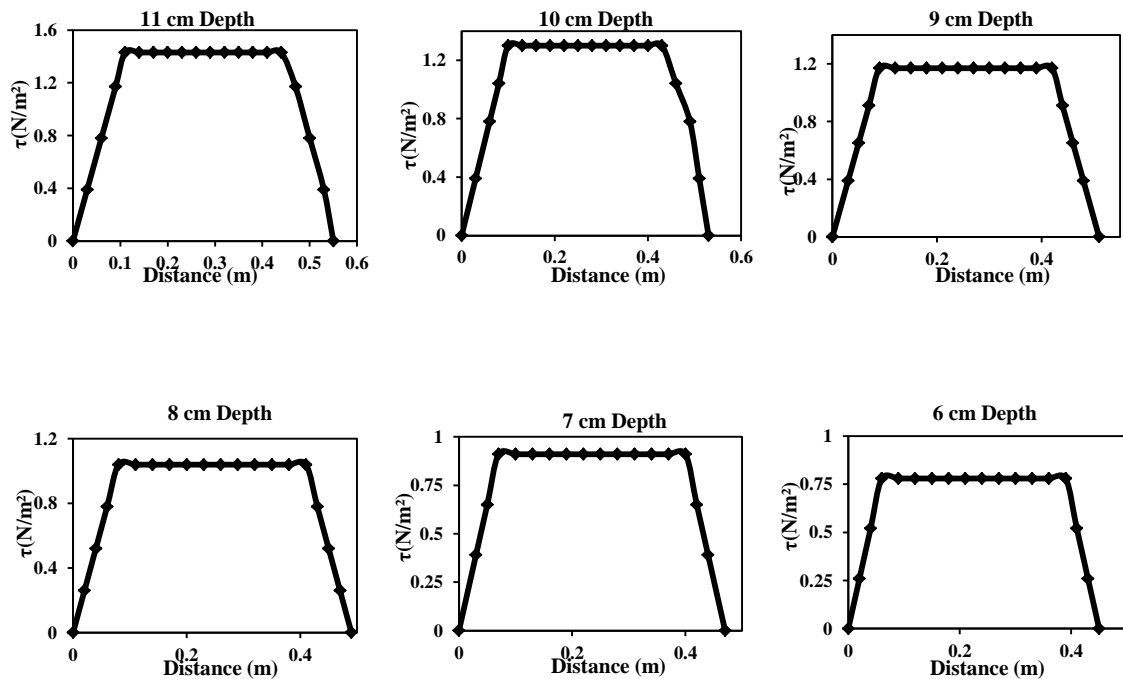 11 cm Depth
τ(N/m²)
1.6
1.2
0.8
0.4
0
0 0.1 0.2 0.3 0.4 0.5 0.6
Distance (m)
10 cm Depth
τ(N/m²)
1.2
0.8
0.4
0
0 0.2 0.4 0.6
Distance (m)
9 cm Depth
τ(N/m²)
1.2
0.8
0.4
0
0 0.2 0.4
Distance (m)
8 cm Depth
τ(N/m²)
1.2
0.8
0.4
0
0 0.2 0.4
Distance (m)
7 cm Depth
τ(N/m²)
1
0.75
0.5
0.25
0
0 0.2 0.4
Distance (m)
6 cm Depth
τ(N/m²)
1
0.75
0.5
0.25
0
0 0.2 0.4
Distance (m)